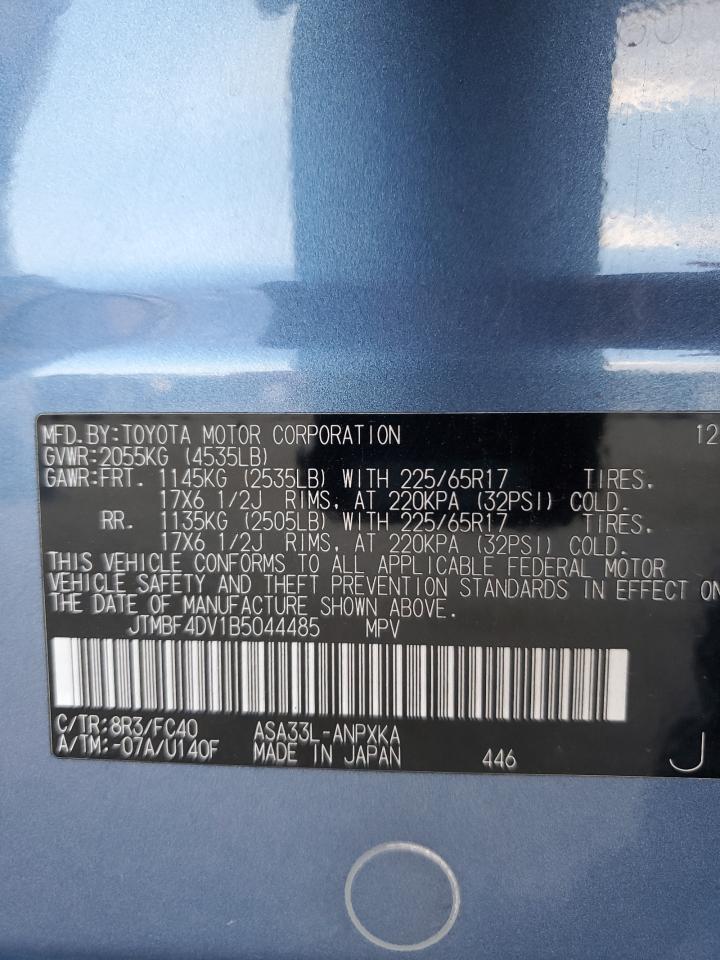 MFD.BY:TOYOTA MOTOR CORPORATION 12
GVWR:2055KG (4535LB)
GAWR:FRT. 1145KG (2535LB) WITH 225/65R17 TIRES,
17X6 1/2J RIMS, AT 220KPA (32PSI) COLD.
RR. 1135KG (2505LB) WITH 225/65R17 TIRES,
17X6 1/2J RIMS, AT 220KPA (32PSI) COLD.
THIS VEHICLE CONFORMS TO ALL APPLICABLE FEDERAL MOTOR
VEHICLE SAFETY AND THEFT PREVENTION STANDARDS IN EFFECT ON
THE DATE OF MANUFACTURE SHOWN ABOVE.
JTMBF4DV1B5044485 MPV
C/TR:8R3/FC40 ASA33L-ANPXKA
A/TM:-07A/U140F MADE IN JAPAN 446 J